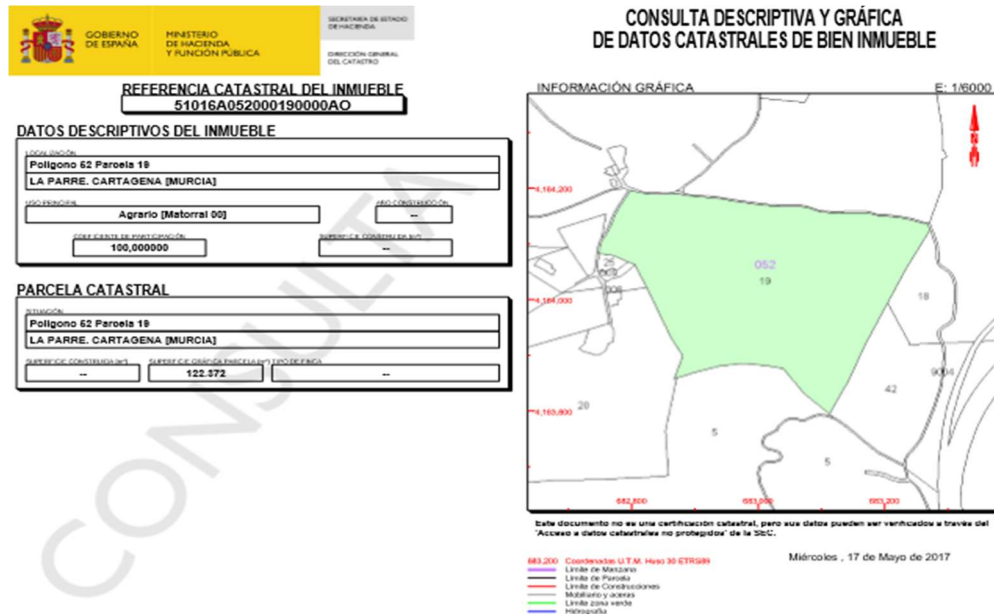 GOBIERNO
DE ESPAÑA
MINISTERIO
DE HACIENDA
Y FUNCIÓN PÚBLICA
SECRETARÍA DE ESTADO
DE HACIENDA
DIRECCIÓN GENERAL
DEL CATASTRO
REFERENCIA CATASTRAL DEL INMUEBLE
51016A052000190000AO
DATOS DESCRIPTIVOS DEL INMUEBLE
LOCALIZACIÓN
Polígono 52 Parcela 19
LA PARRE. CARTAGENA [MURCIA]
USO PRINCIPAL
Agrario [Matorral 00]
AÑO CONSTRUCCIÓN
--
COEFICIENTE DE PARTICIPACIÓN
100,000000
SUPERFICIE CONSTRUIDA [m²]
--
PARCELA CATASTRAL
SITUACIÓN
Polígono 52 Parcela 19
LA PARRE. CARTAGENA [MURCIA]
SUPERFICIE CONSTRUIDA [m²]
--
SUPERFICIE GRÁFICA PARCELA [m²]
122.372
TIPO DE FINCA
--
CONSULTA
CONSULTA DESCRIPTIVA Y GRÁFICA
DE DATOS CATASTRALES DE BIEN INMUEBLE
INFORMACIÓN GRÁFICA
E: 1/6000
4,164,200
052
19
25
18
4,164,000
9004
42
4,163,800
20
5
5
682,800
683,000
683,200
Este documento no es una certificación catastral, pero sus datos pueden ser verificados a través del
"Acceso a datos catastrales no protegidos" de la SEC.
683,200 Coordenadas U.T.M. Huso 30 ETRS89
Límite de Manzana
Límite de Parcela
Límite de Construcciones
Mobiliario y aceras
Límite zona verde
Hidrografía
Miércoles , 17 de Mayo de 2017